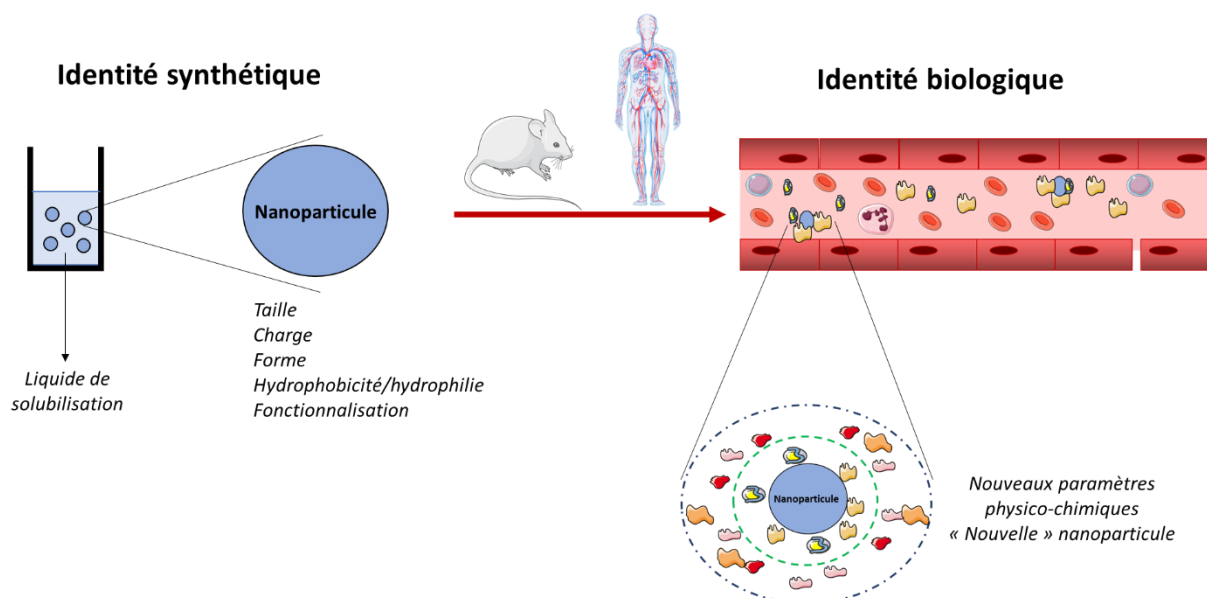 Identité synthétique
Identité biologique
Nanoparticule
Taille
Charge
Forme
Hydrophobicité/hydrophilie
Fonctionnalisation
Liquide de
solubilisation
Nanoparticule
Nouveaux paramètres
physico-chimiques
« Nouvelle » nanoparticule